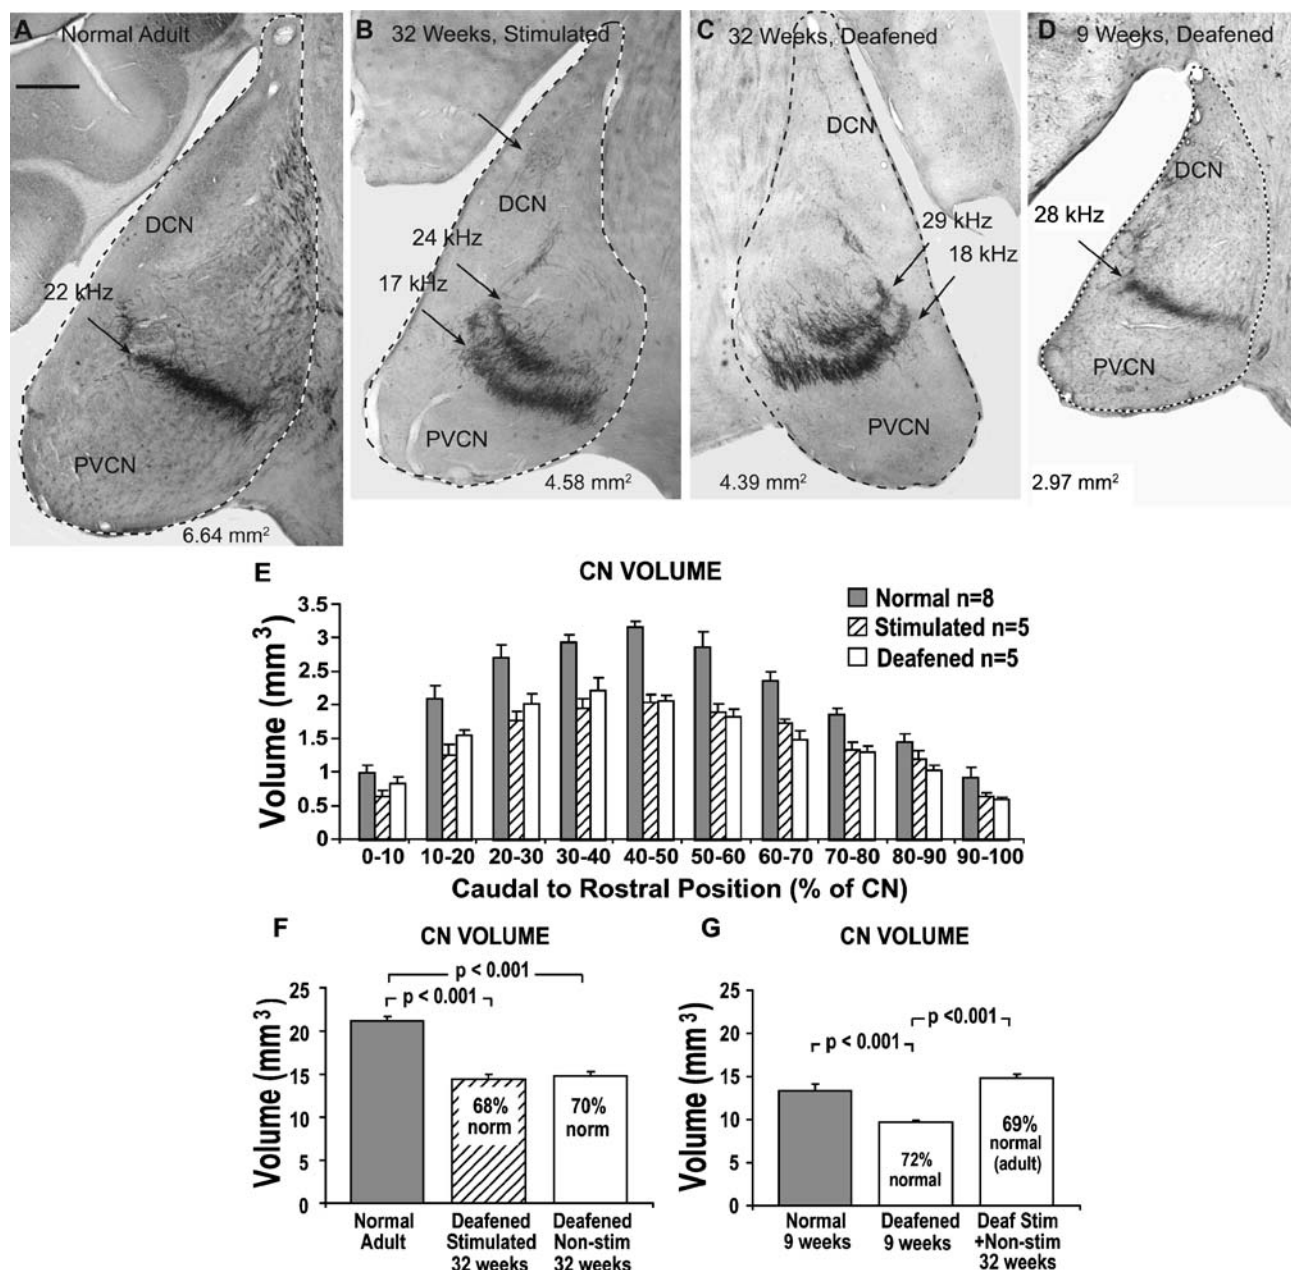 A Normal Adult
DCN
22 kHz
PVCN
6.64 mm²
B 32 Weeks, Stimulated
DCN
24 kHz
17 kHz
PVCN
4.58 mm²
C 32 Weeks, Deafened
DCN
29 kHz
18 kHz
PVCN
4.39 mm²
D 9 Weeks, Deafened
DCN
28 kHz
PVCN
2.97 mm²
E
CN VOLUME
Normal n=8
Stimulated n=5
Deafened n=5
Volume (mm³)
3.5
3
2.5
2
1.5
1
0.5
0
0-10 10-20 20-30 30-40 40-50 50-60 60-70 70-80 80-90 90-100
Caudal to Rostral Position (% of CN)
F
CN VOLUME
p < 0.001
p < 0.001
Volume (mm³)
25
20
15
10
5
0
68%
norm
70%
norm
Normal
Adult
Deafened
Stimulated
32 weeks
Deafened
Non-stim
32 weeks
G
CN VOLUME
p <0.001
p < 0.001
Volume (mm³)
25
20
15
10
5
0
72%
normal
69%
normal
(adult)
Normal
9 weeks
Deafened
9 weeks
Deaf Stim
+Non-stim
32 weeks